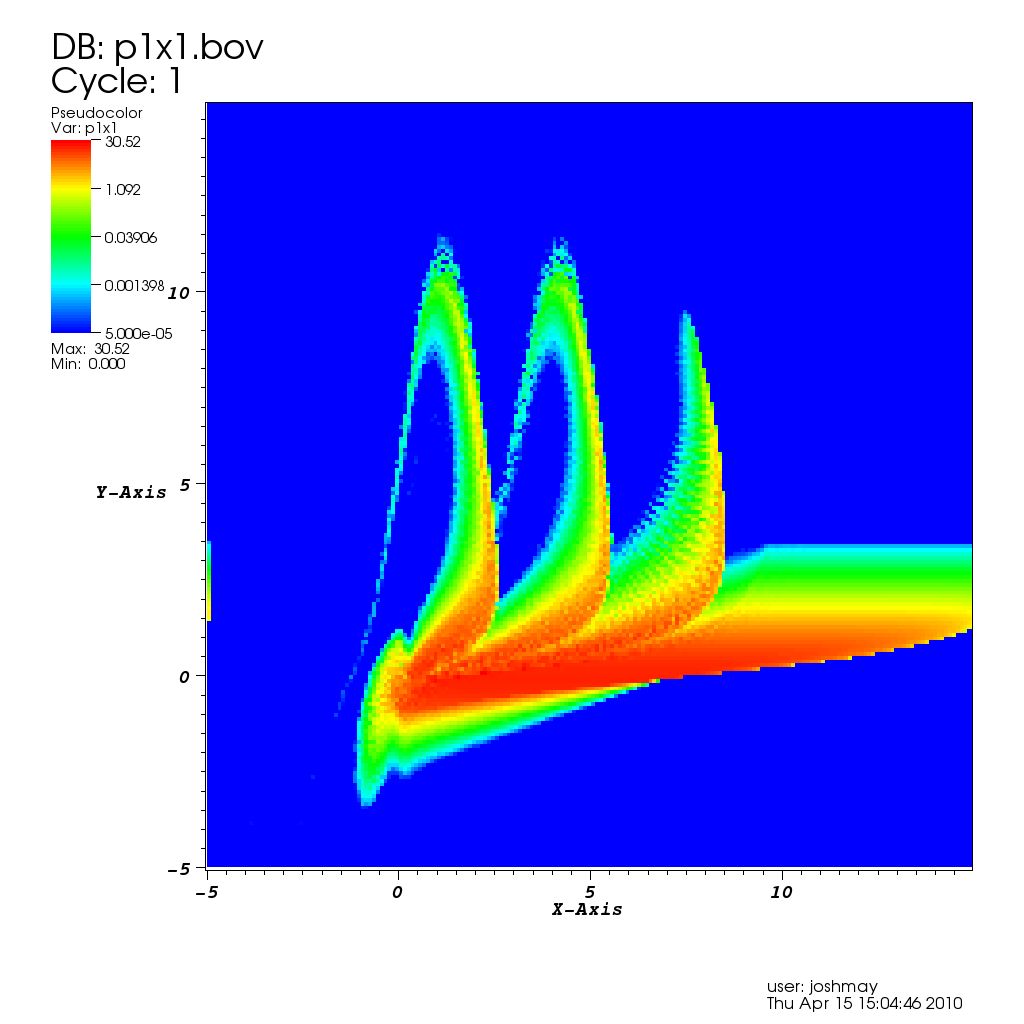 DB: p1x1.bov
Cycle: 1
Pseudocolor
Var: p1x1
30.52
1.092
0.03906
0.001398
5.000e-05
Max: 30.52
Min: 0.000
10
5
0
-5
Y-Axis
-5
0
5
10
X-Axis
user: joshmay
Thu Apr 15 15:04:46 2010